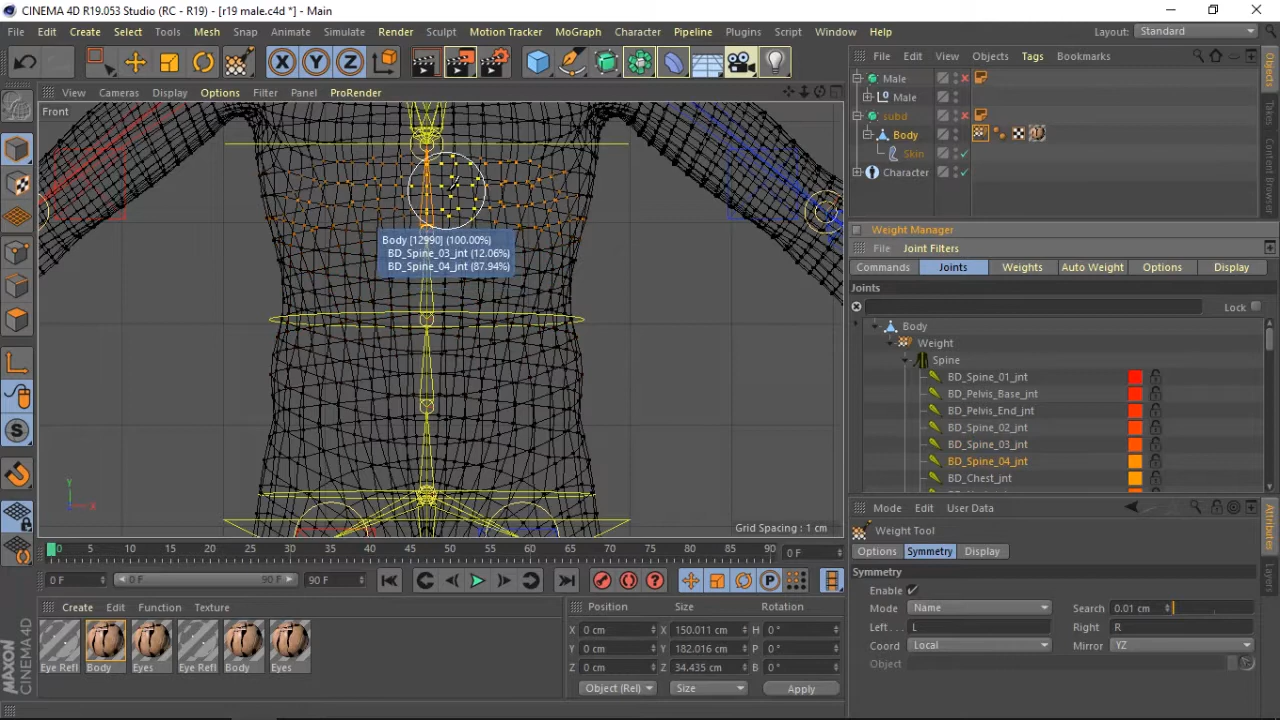 CINEMA 4D R19.053 Studio (RC - R19) - [r19 male.c4d *] - Main
File Edit Create Select Tools Mesh Snap Animate Simulate Render Sculpt Motion Tracker MoGraph Character Pipeline Plugins Script Window Help Layout: Standard
X Y Z
File Edit View Objects Tags Bookmarks
View Cameras Display Options Filter Panel ProRender
Front
Male
Male
subd
Body
Skin
Character
Objects
Takes
Content Browser
Body [12990] (100.00%)
BD_Spine_03_jnt (12.06%)
BD_Spine_04_jnt (87.94%)
Weight Manager
File Joint Filters
Commands Joints Weights Auto Weight Options Display
Joints
Lock
Body
Weight
Spine
BD_Spine_01_jnt
BD_Pelvis_Base_jnt
BD_Pelvis_End_jnt
BD_Spine_02_jnt
BD_Spine_03_jnt
BD_Spine_04_jnt
BD_Chest_jnt
Y
X
Grid Spacing : 1 cm
Mode Edit User Data
Weight Tool
Options Symmetry Display
Symmetry
Enable
Mode Name Search 0.01 cm
Left . . . L Right R
Coord Local Mirror YZ
Object
Attributes
Layers
0 5 10 15 20 25 30 35 40 45 50 55 60 65 70 75 80 85 90 0 F
0 F 0 F 90 F 90 F
P
Create Edit Function Texture
Eye Refl Body Eyes Eye Refl Body Eyes
Position Size Rotation
X 0 cm X 150.011 cm H 0 °
Y 0 cm Y 182.016 cm P 0 °
Z 0 cm Z 34.435 cm B 0 °
Object (Rel) Size Apply
MAXON
CINEMA 4D